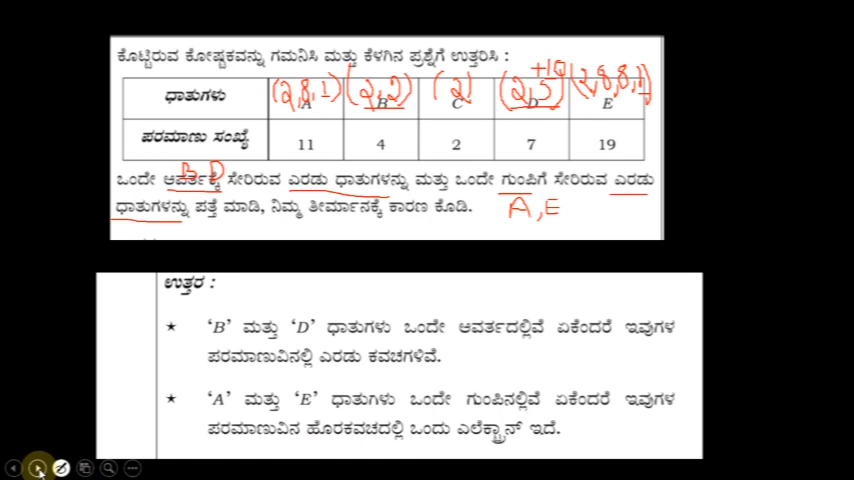 ಕೊಟ್ಟಿರುವ ಕೋಷ್ಟಕವನ್ನು ಗಮನಿಸಿ ಮತ್ತು ಕೆಳಗಿನ ಪ್ರಶ್ನೆಗೆ ಉತ್ತರಿಸಿ :
+10
(2,8,1) (2,2) (2) (2,5) (2,8,8,1)
ಧಾತುಗಳು A B C D E
ಪರಮಾಣು ಸಂಖ್ಯೆ 11 4 2 7 19
B D
ಒಂದೇ ಆವರ್ತಕ್ಕೆ ಸೇರಿರುವ ಎರಡು ಧಾತುಗಳನ್ನು ಮತ್ತು ಒಂದೇ ಗುಂಪಿಗೆ ಸೇರಿರುವ ಎರಡು
ಧಾತುಗಳನ್ನು ಪತ್ತೆ ಮಾಡಿ, ನಿಮ್ಮ ತೀರ್ಮಾನಕ್ಕೆ ಕಾರಣ ಕೊಡಿ. A,E
ಉತ್ತರ :
★ ‘B’ ಮತ್ತು ‘D’ ಧಾತುಗಳು ಒಂದೇ ಆವರ್ತದಲ್ಲಿವೆ ಏಕೆಂದರೆ ಇವುಗಳ
ಪರಮಾಣುವಿನಲ್ಲಿ ಎರಡು ಕವಚಗಳಿವೆ.
★ ‘A’ ಮತ್ತು ‘E’ ಧಾತುಗಿಳು ಒಂದೇ ಗುಂಪಿನಲ್ಲಿವೆ ಏಕೆಂದರೆ ಇವುಗಳ
ಪರಮಾಣುವಿನ ಹೊರಕವಚದಲ್ಲಿ ಒಂದು ಎಲೆಕ್ಟ್ರಾನ್ ಇದೆ.